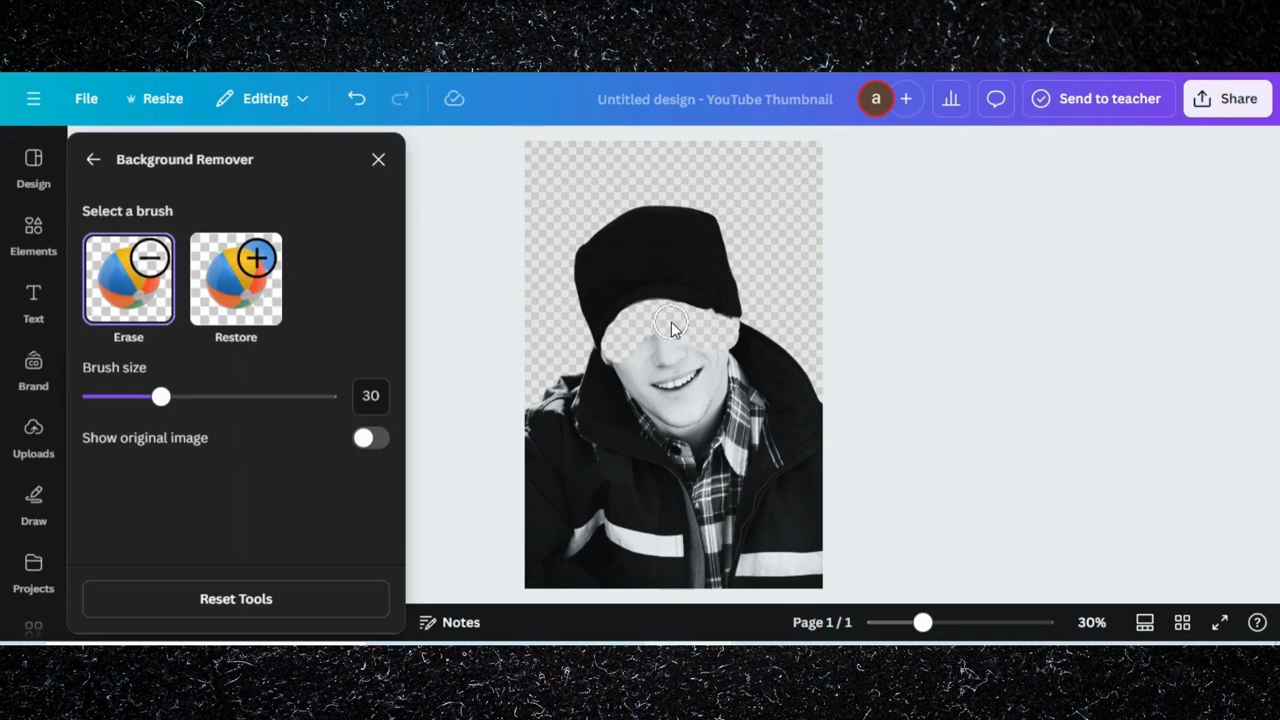 File Resize Editing Untitled design - YouTube Thumbnail a Send to teacher Share
Design
Elements
Text
Brand
Uploads
Draw
Projects
Background Remover
Select a brush
Erase Restore
Brush size
30
Show original image
Reset Tools
Notes Page 1 / 1 30%